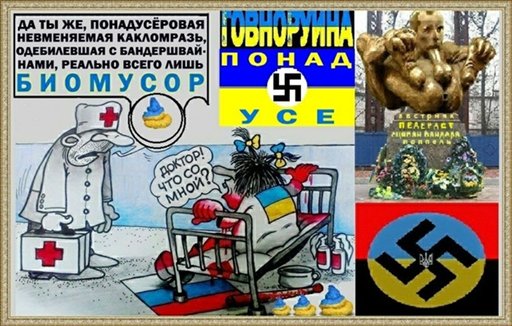 ДА ТЫ ЖЕ, ПОНАДУСЁРОВАЯ
НЕВМЕНЯЕМАЯ КАКЛОМРАЗЬ,
ОДЕБИЛЕВШАЯ С БАНДЕРШВАЙ-
НАМИ, РЕАЛЬНО ВСЕГО ЛИШЬ
БИОМУСОР
ДОКТОР!
ЧТО СО
МНОЙ?
ГОВНОРУИНА
ПОНАД
УСЕ
ПЕДЕРАСТ